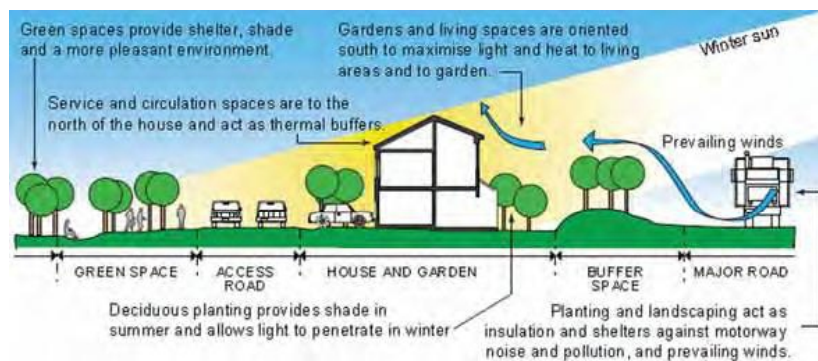 Green spaces provide shelter, shade
and a more pleasant environment.
Gardens and living spaces are oriented
south to maximise light and heat to living
areas and to garden.
Winter sun
Service and circulation spaces are to the
north of the house and act as thermal buffers.
Prevailing winds
GREEN SPACE
ACCESS
ROAD
HOUSE AND GARDEN
BUFFER
SPACE
MAJOR ROAD
Deciduous planting provides shade in
summer and allows light to penetrate in winter
Planting and landscaping act as
insulation and shelters against motorway
noise and pollution, and prevailing winds.